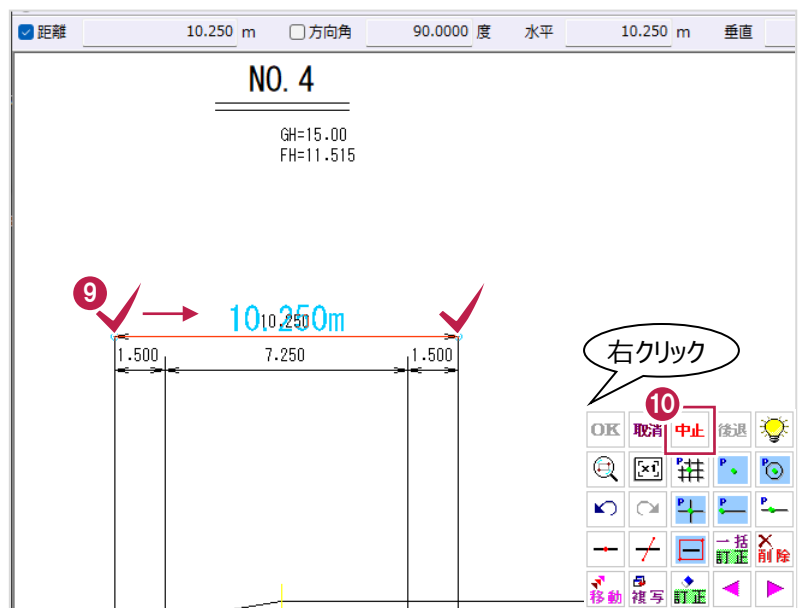 距離 10.250 m 方向角 90.0000 度 水平 10.250 m 垂直
NO. 4
GH=15.00
FH=11.515
9
10.250m
10.250
1.500 7.250 1.500
右クリック
10
OK 取消 中止 後退
[×1] P P P
P P P
一括訂正 削除
移動 複写 訂正